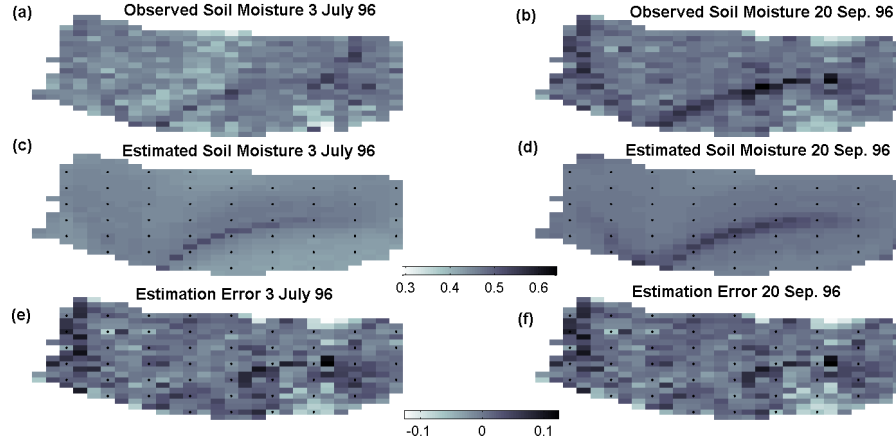 (a) Observed Soil Moisture 3 July 96
(b) Observed Soil Moisture 20 Sep. 96
(c) Estimated Soil Moisture 3 July 96
(d) Estimated Soil Moisture 20 Sep. 96
0.3 0.4 0.5 0.6
(e) Estimation Error 3 July 96
(f) Estimation Error 20 Sep. 96
-0.1 0 0.1